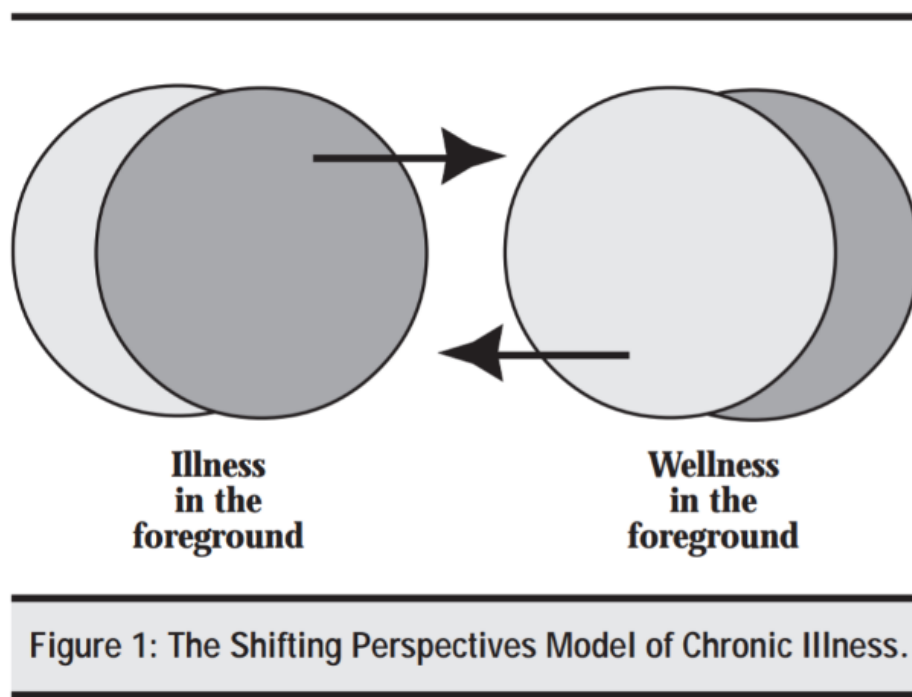 Illness
in the
foreground
Wellness
in the
foreground
Figure 1: The Shifting Perspectives Model of Chronic Illness.